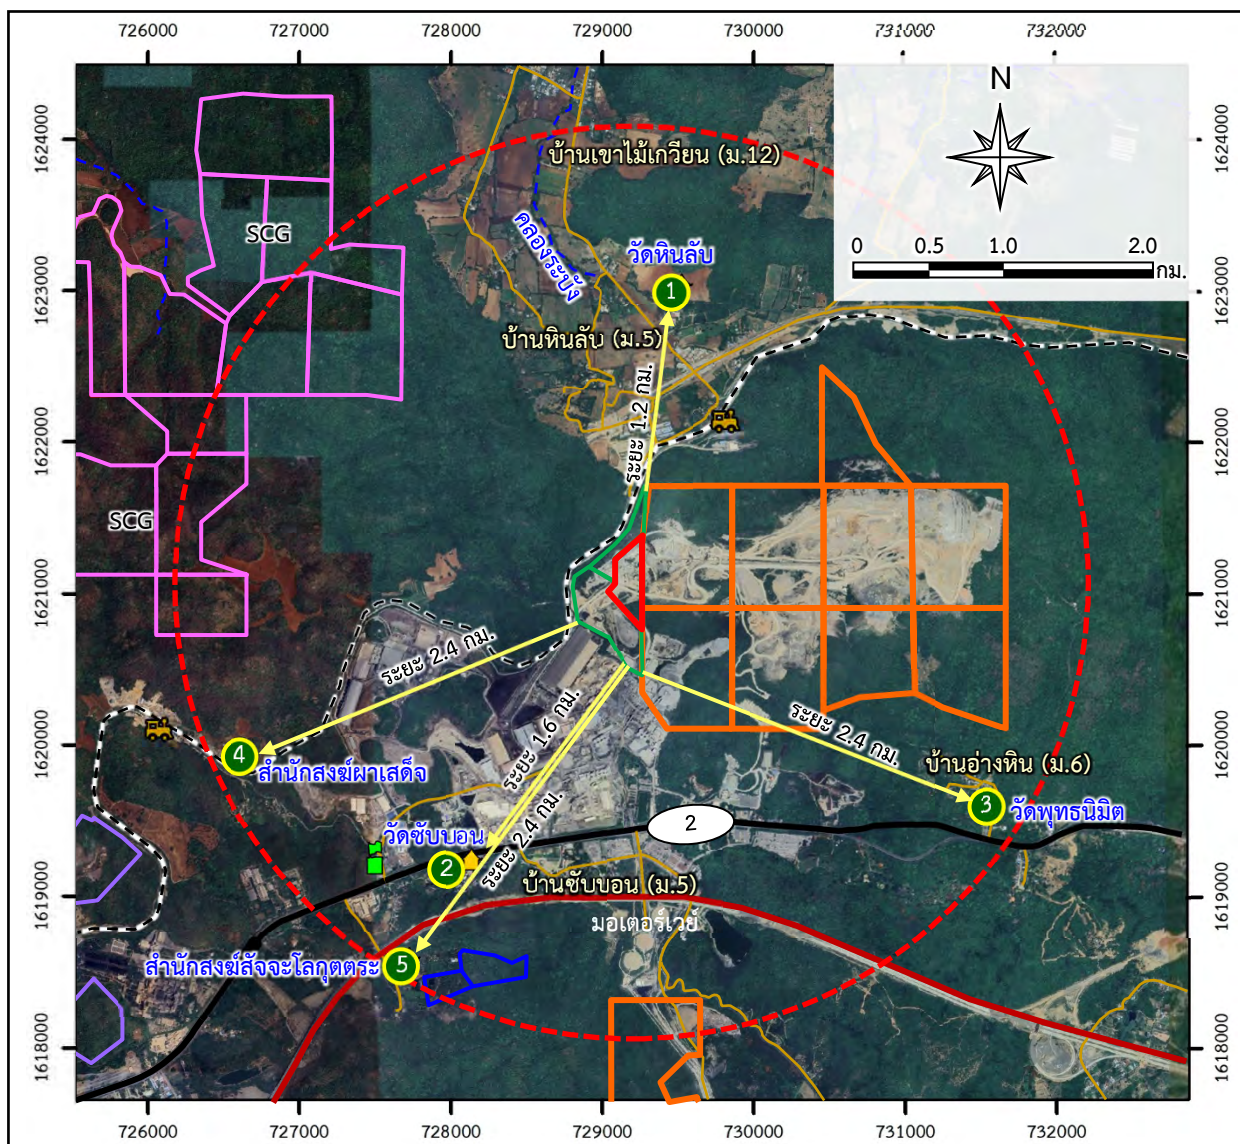 726000 727000 728000 729000 730000 731000 732000
N
1624000 1624000
บ้านเขาไม้เกวียน (ม.12)
SCG
คลองระบัง
วัดหินลับ
0 0.5 1.0 2.0
กม.
1
1623000 1623000
บ้านหินลับ (ม.5)
ระยะ 1.2 กม.
1622000 1622000
SCG
1621000 1621000
ระยะ 2.4 กม.
ระยะ 1.6 กม.
ระยะ 2.4 กม.
1620000 1620000
4
สำนักสงฆ์ผาเสด็จ
บ้านอ่างหิน (ม.6)
3
วัดพุทธนิมิต
2
วัดซับบอน
ระยะ 2.4 กม.
2
บ้านซับบอน (ม.5)
1619000 1619000
มอเตอร์เวย์
สำนักสงฆ์สัจจะโลกุตตระ
5
1618000 1618000
726000 727000 728000 729000 730000 731000 732000